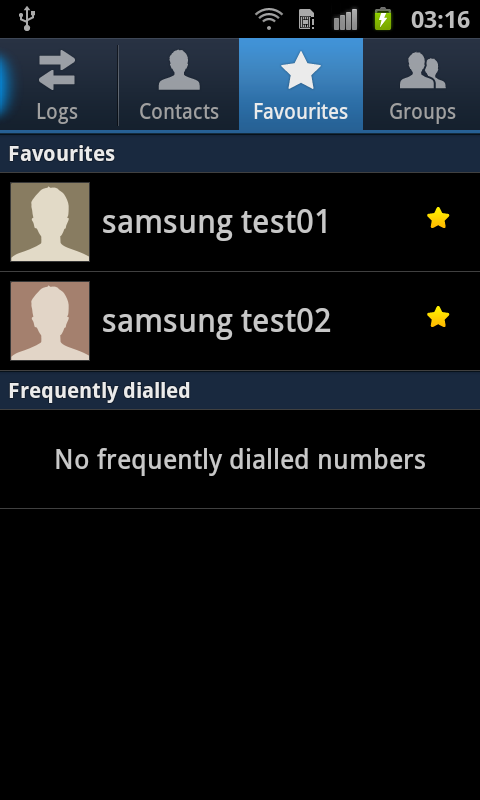 03:16
Logs
Contacts
Favourites
Groups
Favourites
samsung test01
samsung test02
Frequently dialled
No frequently dialled numbers